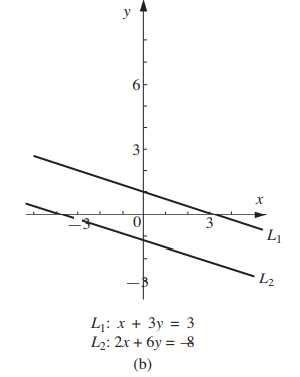 y
6
3
x
−3 0 3
L₁
−3
L₂
L₁: x + 3y = 3
L₂: 2x + 6y = −8
(b)